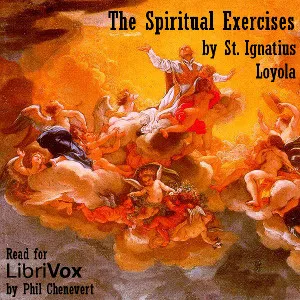 The Spiritual Exercises
by St. Ignatius
Loyola
Read for
LibriVox
by Phil Chenevert